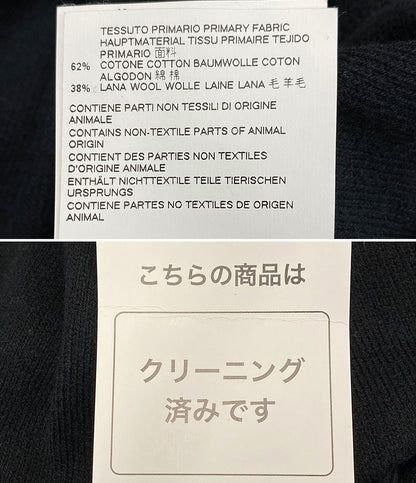 TESSUTO PRIMARIO PRIMARY FABRIC
HAUPTMATERIAL TISSU PRIMAIRE TEJIDO
PRIMARIO 面料
62% COTONE COTTON BAUMWOLLE COTON
ALGODON 綿 棉
38% LANA WOOL WOLLE LAINE LANA 毛 羊毛
CONTIENE PARTI NON TESSILI DI ORIGINE
ANIMALE
CONTAINS NON-TEXTILE PARTS OF ANIMAL
ORIGIN
CONTIENT DES PARTIES NON TEXTILES
D'ORIGINE ANIMALE
ENTHÄLT NICHTTEXTILE TEILE TIERISCHEN
URSPRUNGS
CONTIENE PARTES NO TEXTILES DE ORIGEN
ANIMAL
こちらの商品は
クリーニング
済みです